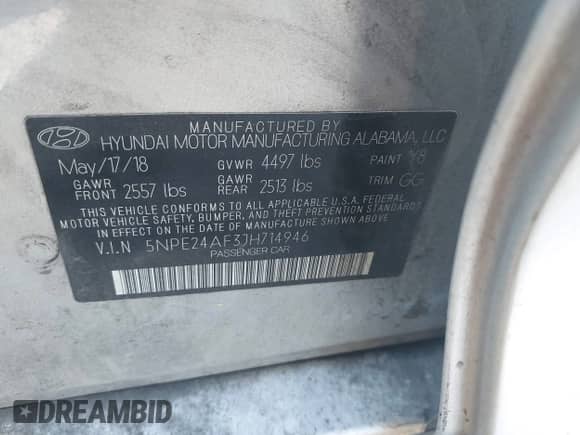 MANUFACTURED BY
HYUNDAI MOTOR MANUFACTURING ALABAMA, LLC
May/17/18 GVWR 4497 lbs PAINT Y8
GAWR FRONT 2557 lbs GAWR REAR 2513 lbs TRIM GG
THIS VEHICLE CONFORMS TO ALL APPLICABLE U.S.A. FEDERAL
MOTOR VEHICLE SAFETY, BUMPER, AND THEFT PREVENTION STANDARDS
IN EFFECT ON THE DATE OF MANUFACTURE SHOWN ABOVE.
V.I.N 5NPE24AF3JH714946
PASSENGER CAR
DREAMBID